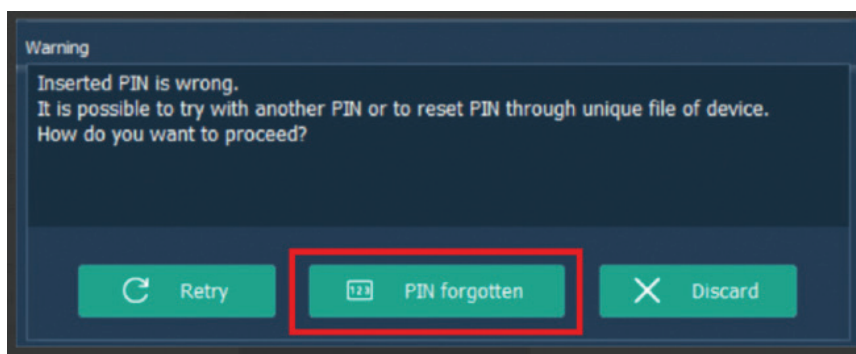 Warning
Inserted PIN is wrong.
It is possible to try with another PIN or to reset PIN through unique file of device.
How do you want to proceed?
Retry
123 PIN forgotten
Discard